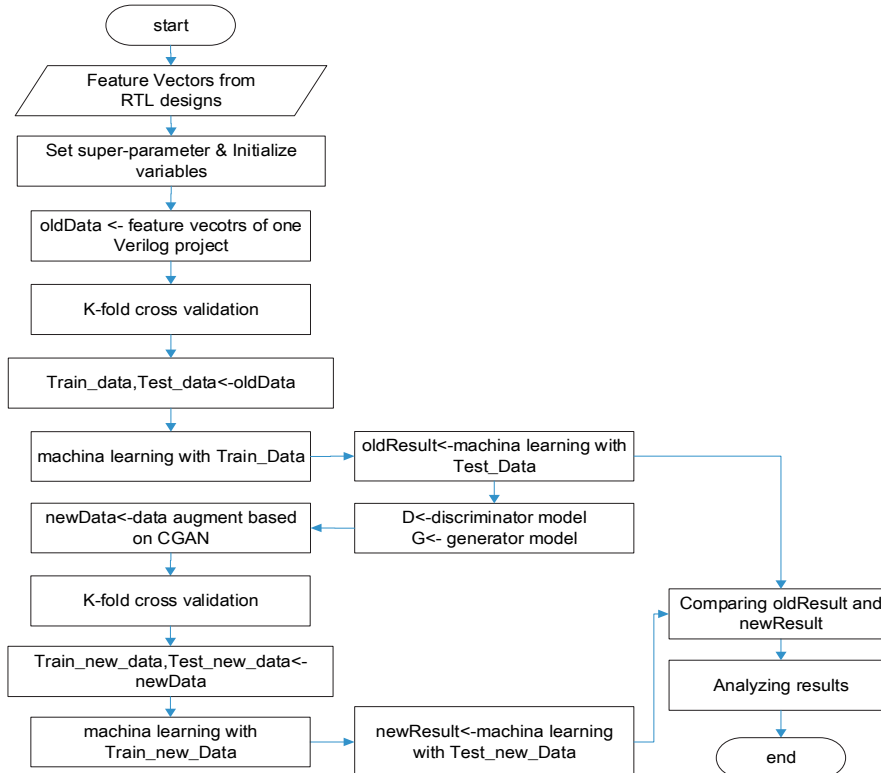 start
Feature Vectors from
RTL designs
Set super-parameter & Initialize
variables
oldData <- feature vecotrs of one
Verilog project
K-fold cross validation
Train_data,Test_data<-oldData
machina learning with Train_Data
oldResult<-machina learning with
Test_Data
D<-discriminator model
G<- generator model
newData<-data augment based
on CGAN
K-fold cross validation
Train_new_data,Test_new_data<-
newData
machina learning with
Train_new_Data
newResult<-machina learning
with Test_new_Data
Comparing oldResult and
newResult
Analyzing results
end